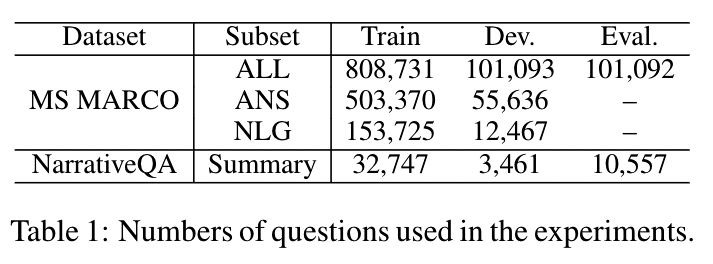 Dataset Subset Train Dev. Eval.
ALL 808,731 101,093 101,092
MS MARCO ANS 503,370 55,636 –
NLG 153,725 12,467 –
NarrativeQA Summary 32,747 3,461 10,557
Table 1: Numbers of questions used in the experiments.